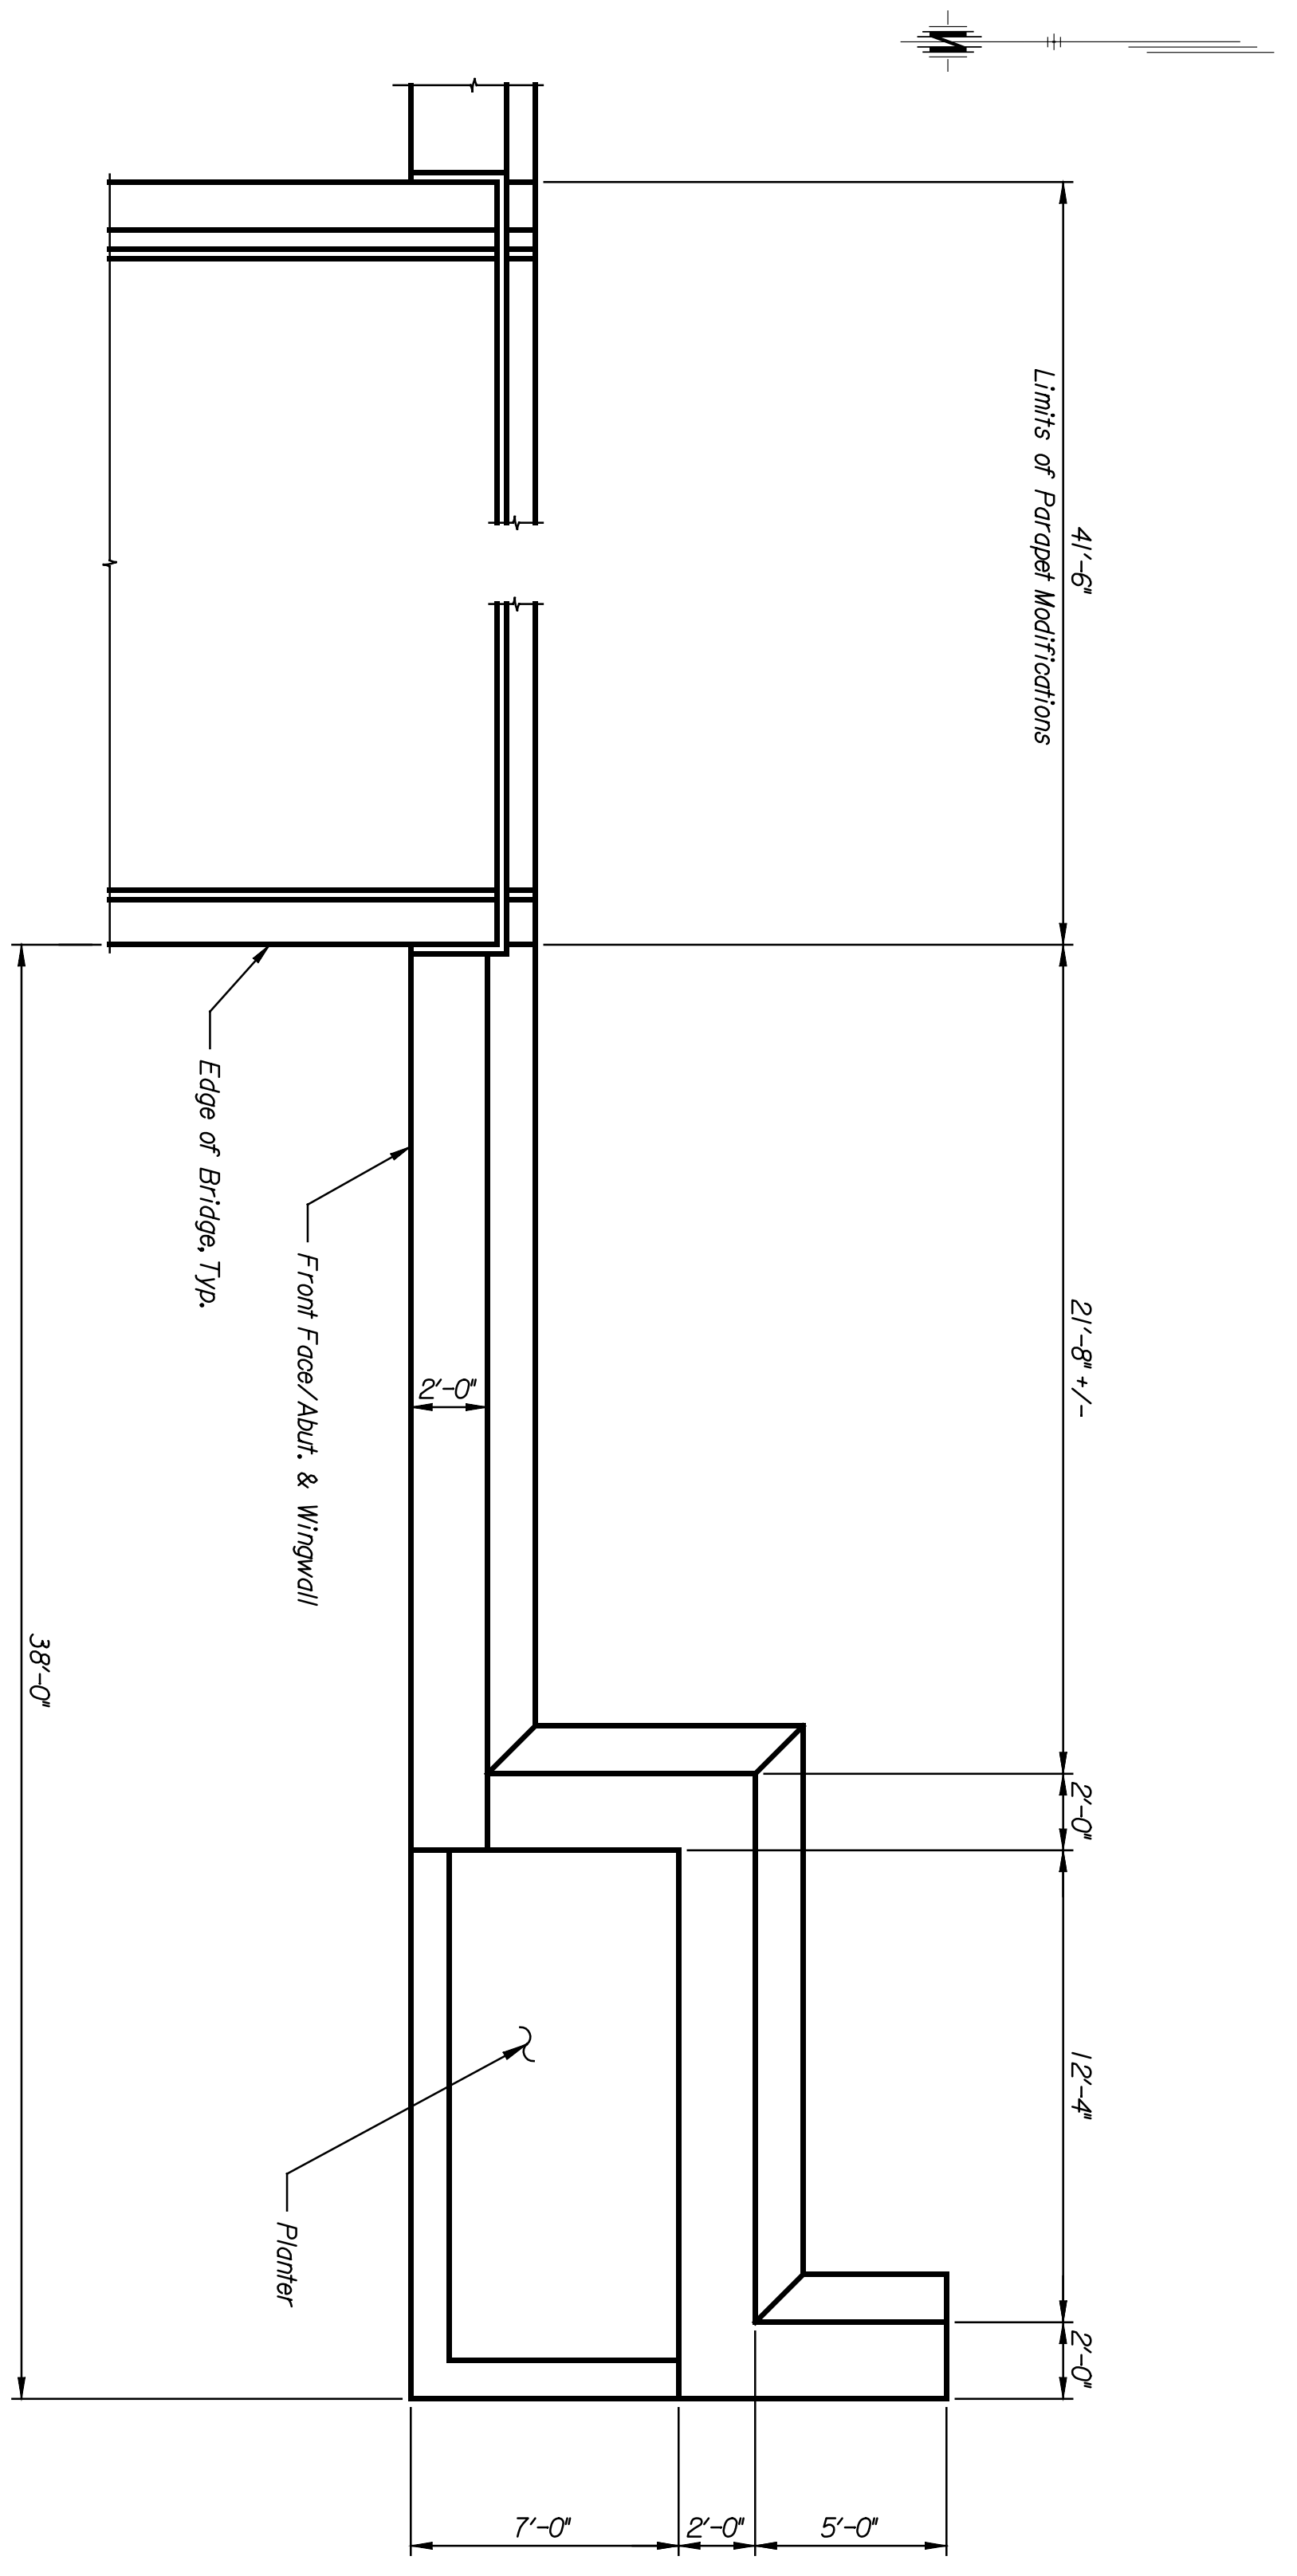 N
41'-6"
Limits of Parapet Modifications
21'-8" +/-
2'-0"
12'-4"
2'-0"
2'-0"
Edge of Bridge, Typ.
Front Face/Abut. & Wingwall
Planter
38'-0"
7'-0"
2'-0"
5'-0"